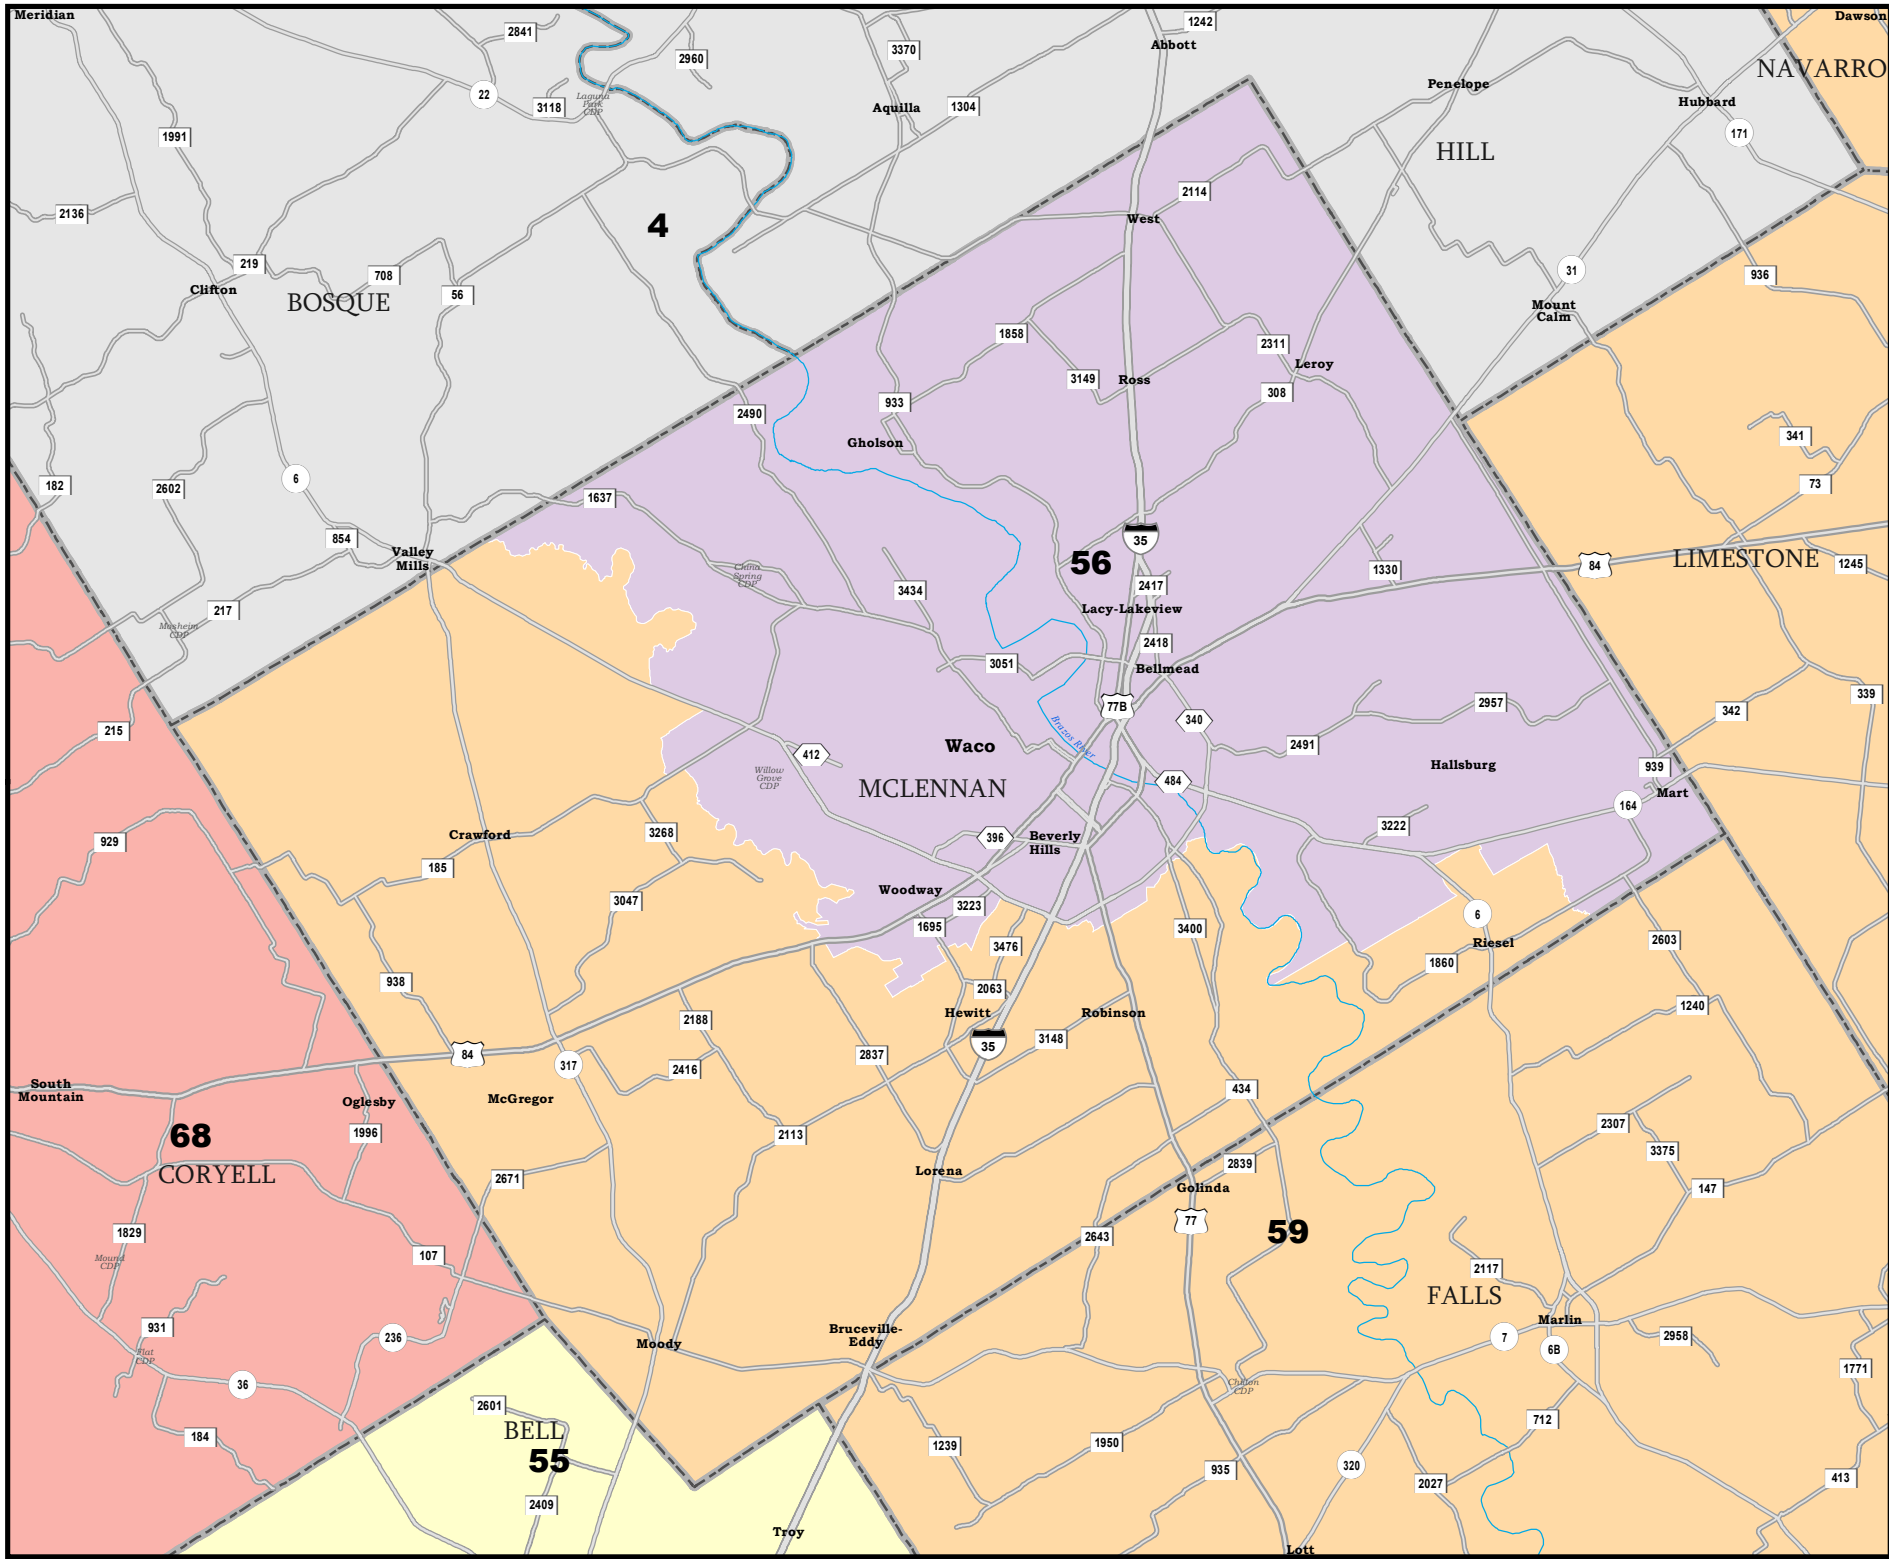 Meridian
2841
1242
Dawson
Abbott
3370
2960
NAVARRO
Penelope
22
3118
Laguna
Park
CDP
Aquilla
1304
Hubbard
171
1991
HILL
2114
2136
4
West
219
708
BOSQUE
Clifton
56
31
936
Mount
Calm
1858
2311
Leroy
3149
Ross
308
933
2490
Gholson
341
6
182
2602
1637
73
854
35
Valley
Mills
56
84
LIMESTONE
1245
1330
China
Spring
CDP
3434
2417
Lacy-Lakeview
217
Mosheim
CDP
2418
3051
Bellmead
339
2957
342
77B
340
215
Brazos River
Waco
2491
412
Hallsburg
939
Willow
Grove
CDP
MCLENNAN
484
Mart
164
3222
929
Crawford
3268
396
Beverly
Hills
185
Woodway
3047
3223
6
1695
3400
3476
Riesel
2603
1860
938
2063
1240
Hewitt
Robinson
2188
35
3148
84
317
2837
2416
South
Mountain
McGregor
434
Oglesby
68
1996
2113
2307
3375
CORYELL
2671
Lorena
2839
Golinda
147
77
59
1829
2643
107
Mound
CDP
2117
FALLS
931
236
Bruceville-
Eddy
Marlin
Moody
7
2958
6B
Flat
CDP
36
1771
Chilton
CDP
2601
BELL
184
712
1239
1950
55
320
935
2027
413
2409
Troy
Lott